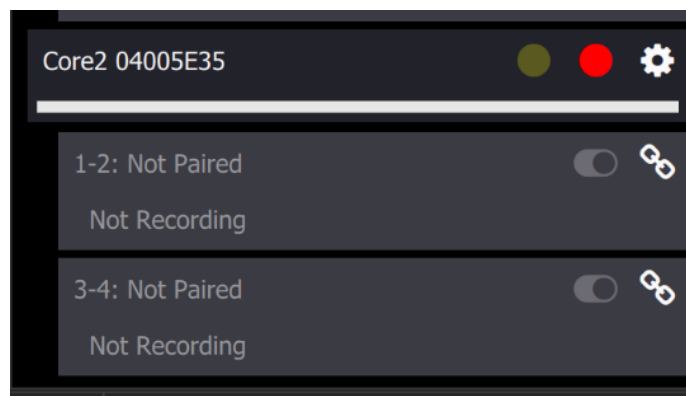 Core2 04005E35
1-2: Not Paired
Not Recording
3-4: Not Paired
Not Recording